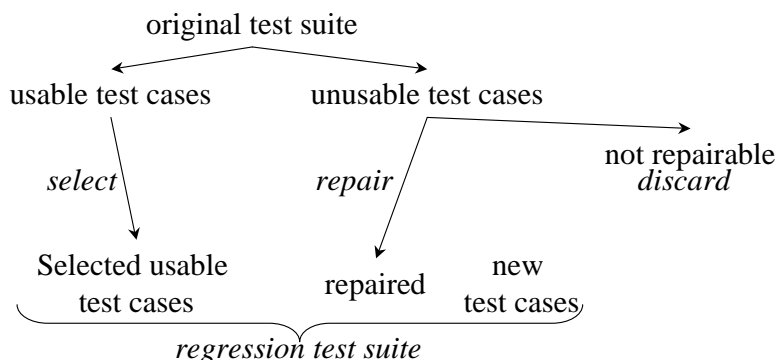 original test suite
usable test cases
unusable test cases
not repairable
discard
select
repair
Selected usable
test cases
repaired
new
test cases
regression test suite